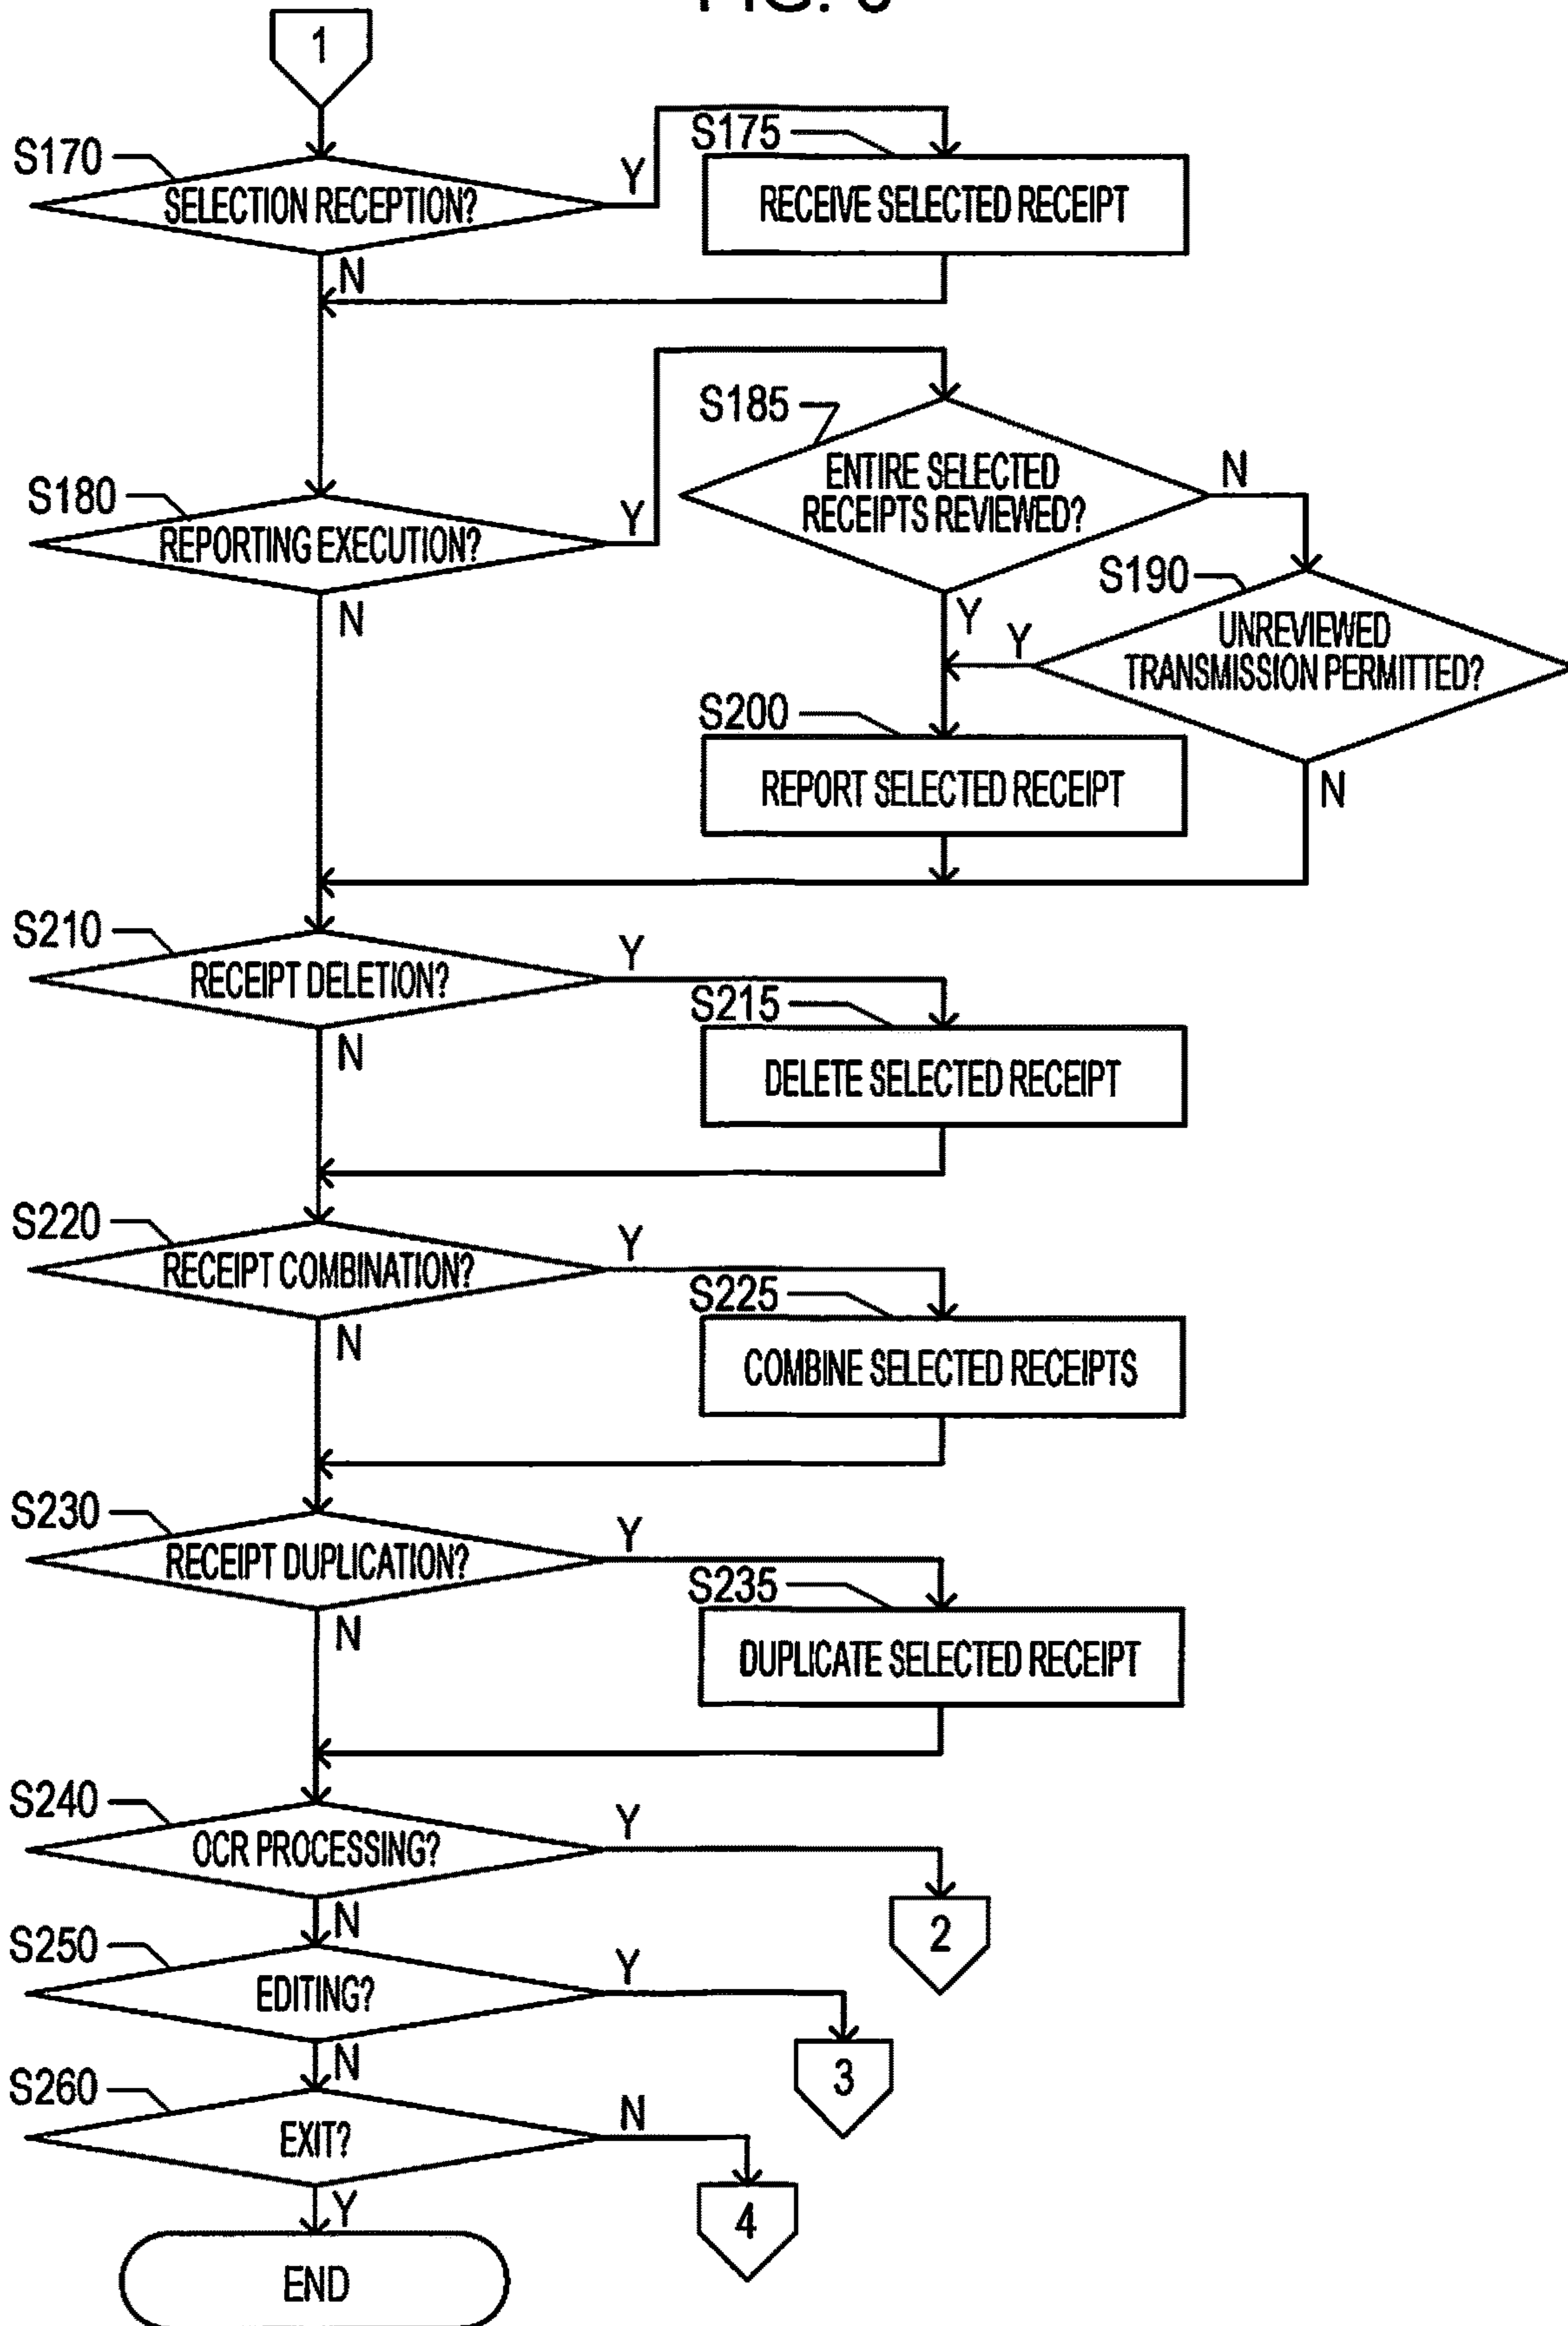 1
S170
SELECTION RECEPTION?
Y
S175
RECEIVE SELECTED RECEIPT
N
S180
REPORTING EXECUTION?
Y
S185
ENTIRE SELECTED
RECEIPTS REVIEWED?
N
S190
UNREVIEWED
TRANSMISSION PERMITTED?
Y
Y
N
S200
REPORT SELECTED RECEIPT
N
S210
RECEIPT DELETION?
Y
S215
DELETE SELECTED RECEIPT
N
S220
RECEIPT COMBINATION?
Y
S225
COMBINE SELECTED RECEIPTS
N
S230
RECEIPT DUPLICATION?
Y
S235
DUPLICATE SELECTED RECEIPT
N
S240
OCR PROCESSING?
Y
2
N
S250
EDITING?
Y
3
N
S260
EXIT?
N
4
Y
END